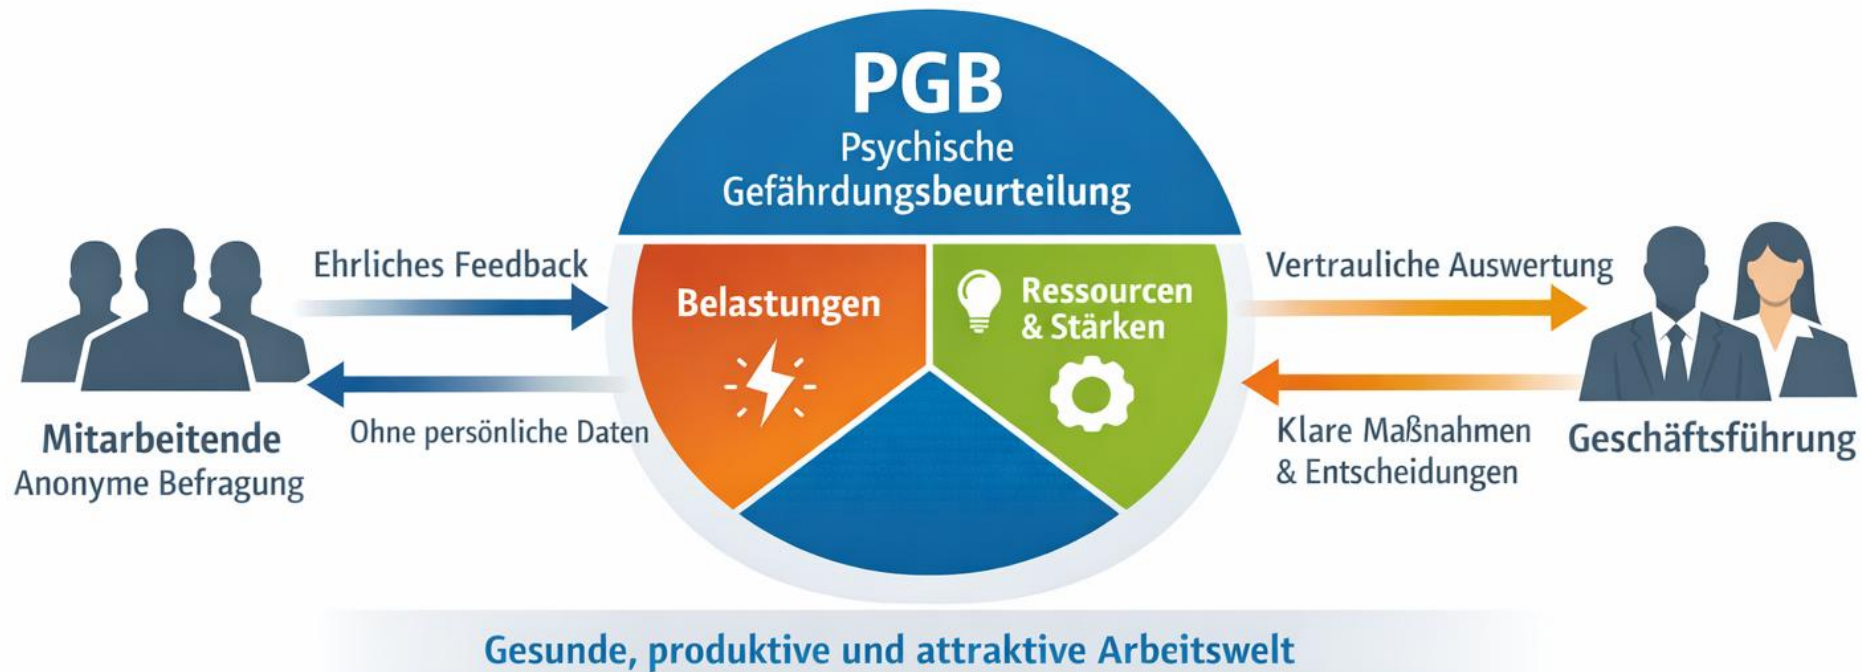 PGB
Psychische
Gefährdungsbeurteilung
Ehrliches Feedback
Ohne persönliche Daten
Mitarbeitende
Anonyme Befragung
Belastungen
Ressourcen
& Stärken
Vertrauliche Auswertung
Klare Maßnahmen
& Entscheidungen
Geschäftsführung
Gesunde, produktive und attraktive Arbeitswelt